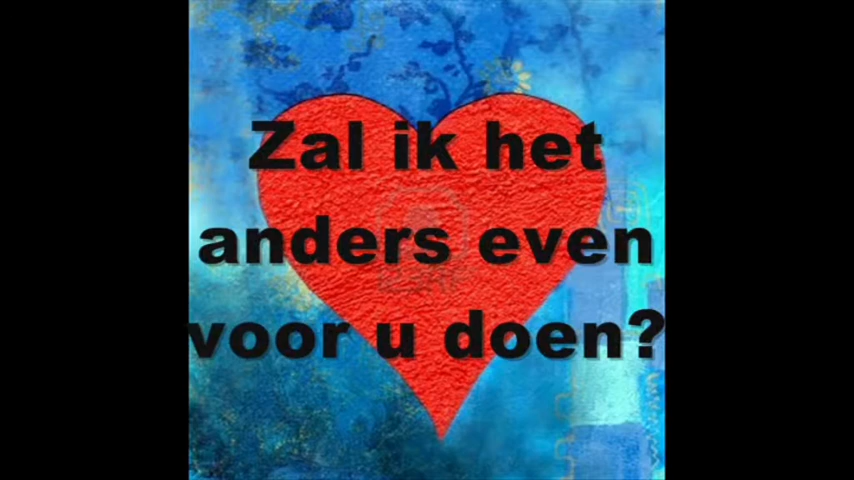 Zal ik het
anders even
voor u doen?